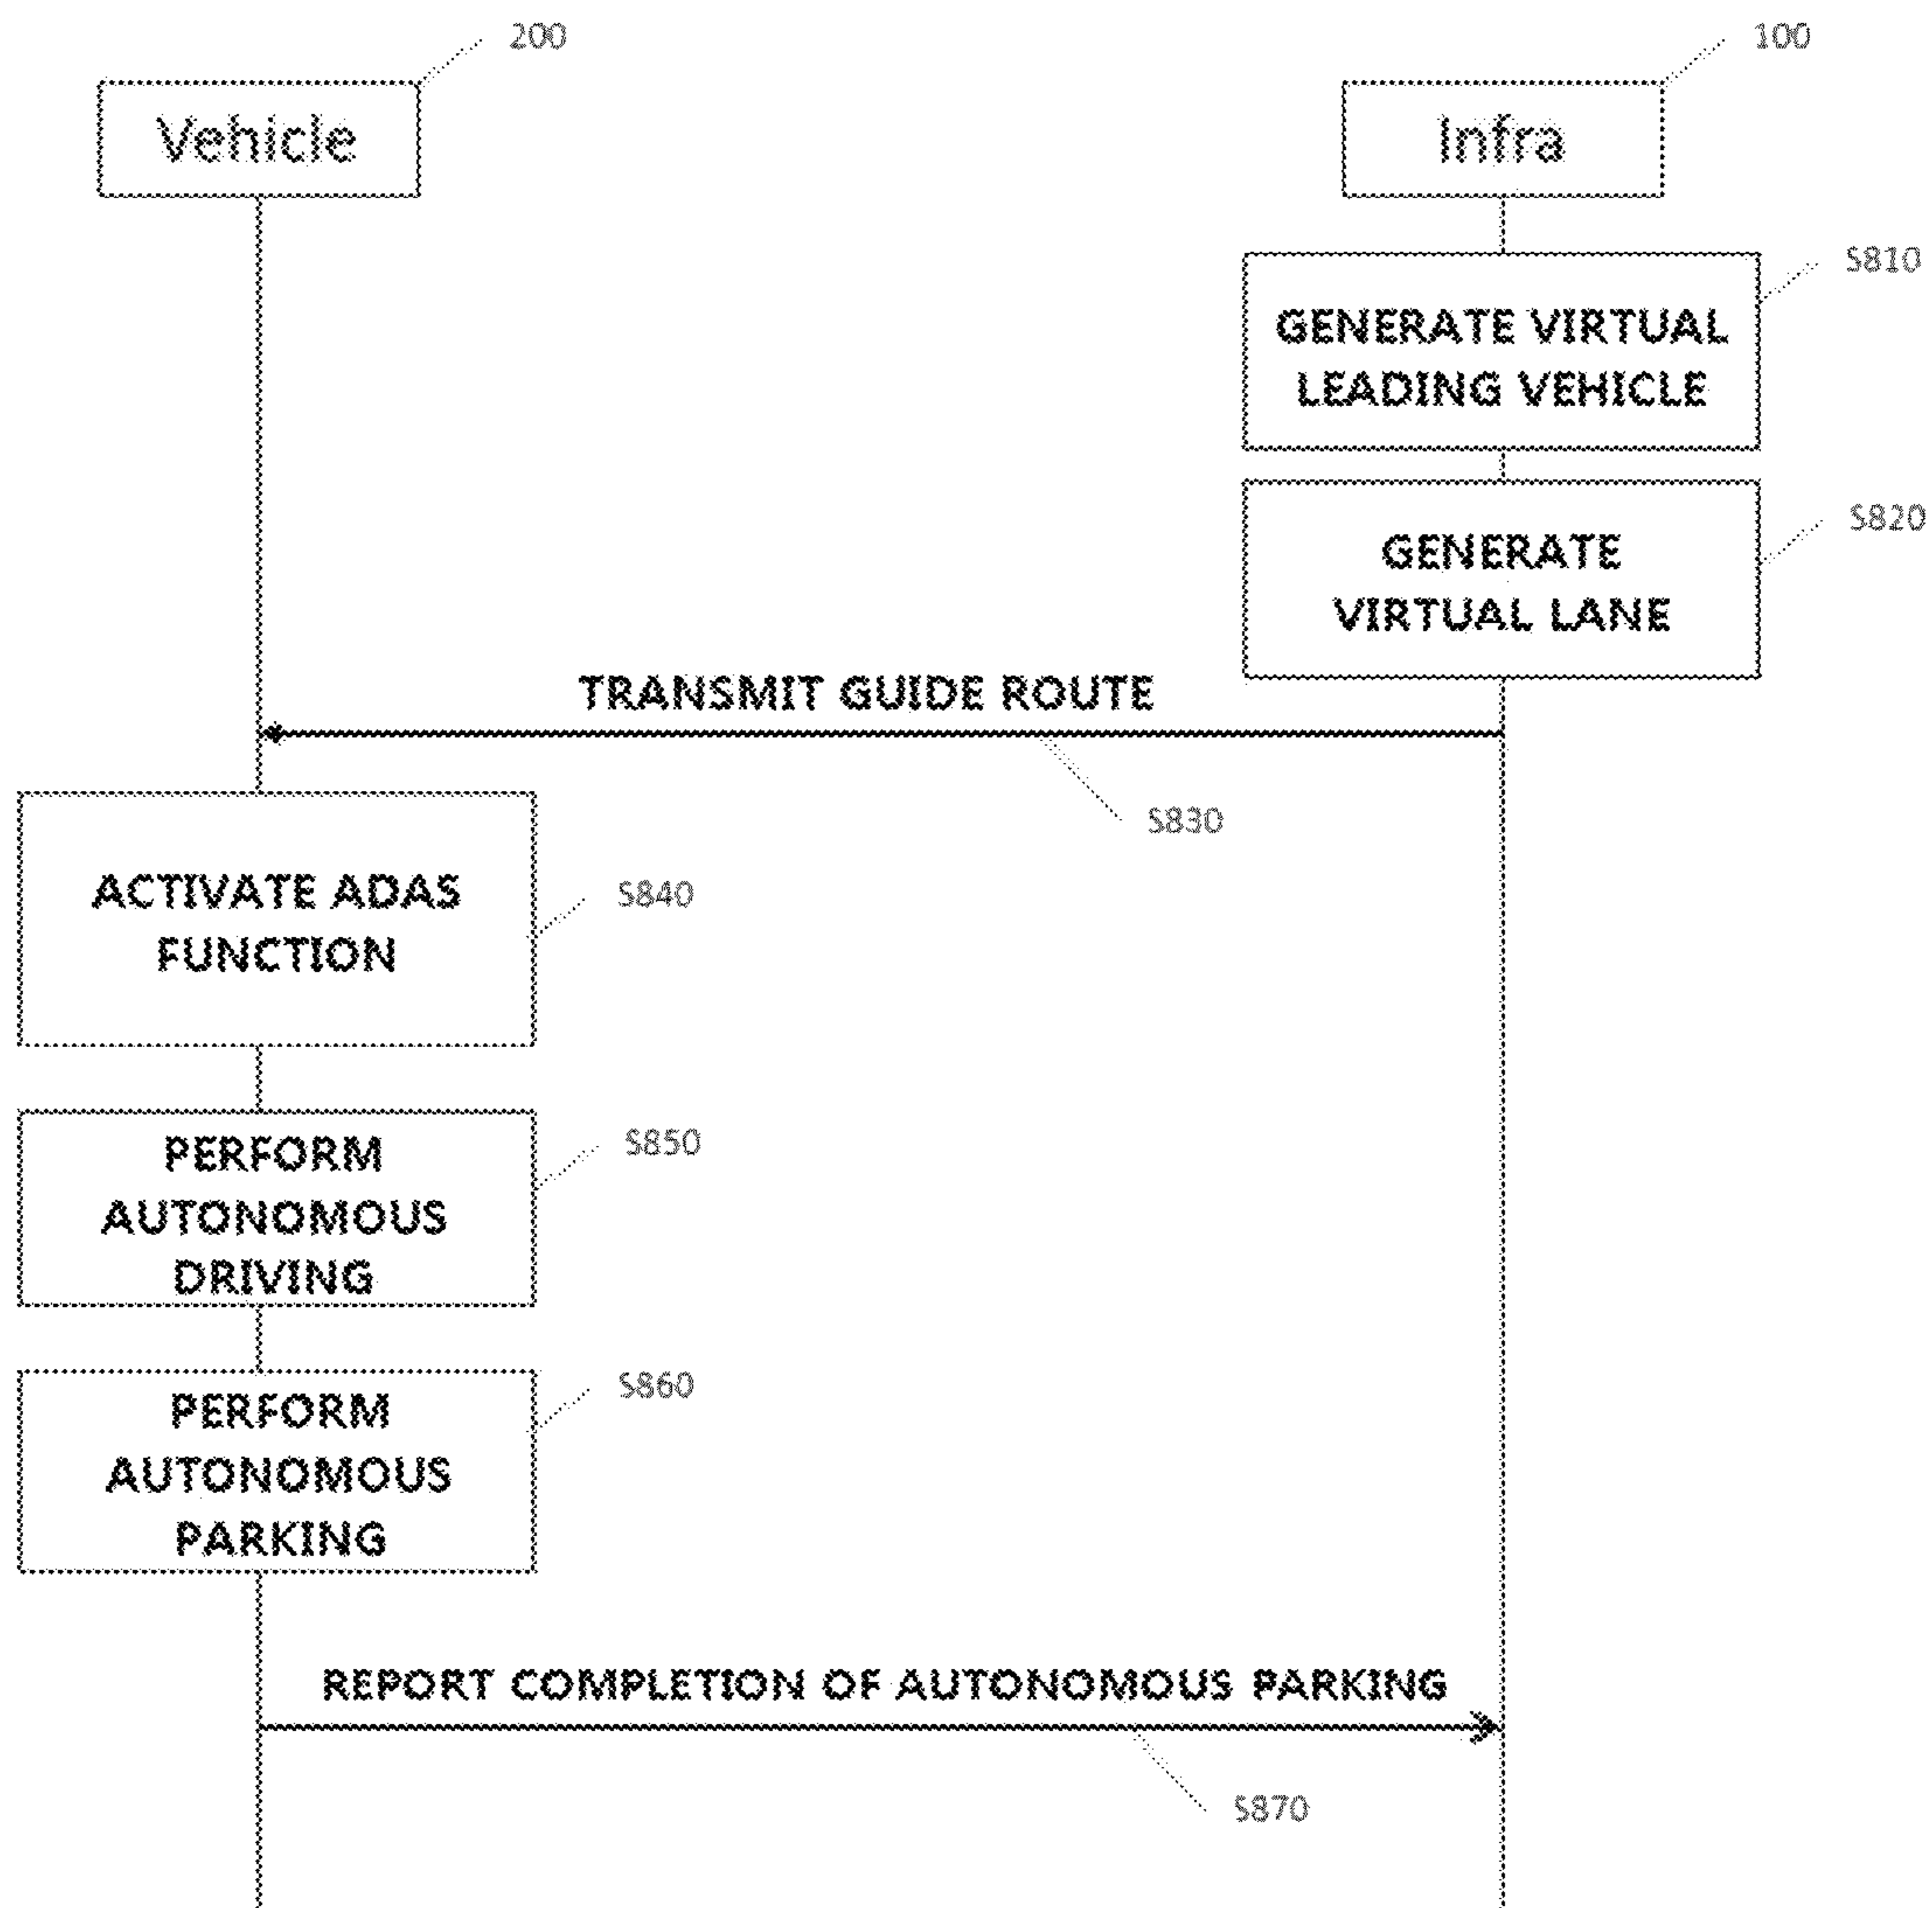 200
100
Vehicle
Infra
S810
GENERATE VIRTUAL
LEADING VEHICLE
S820
GENERATE
VIRTUAL LANE
TRANSMIT GUIDE ROUTE
S830
ACTIVATE ADAS
FUNCTION
S840
PERFORM
AUTONOMOUS
DRIVING
S850
PERFORM
AUTONOMOUS
PARKING
S860
REPORT COMPLETION OF AUTONOMOUS PARKING
S870